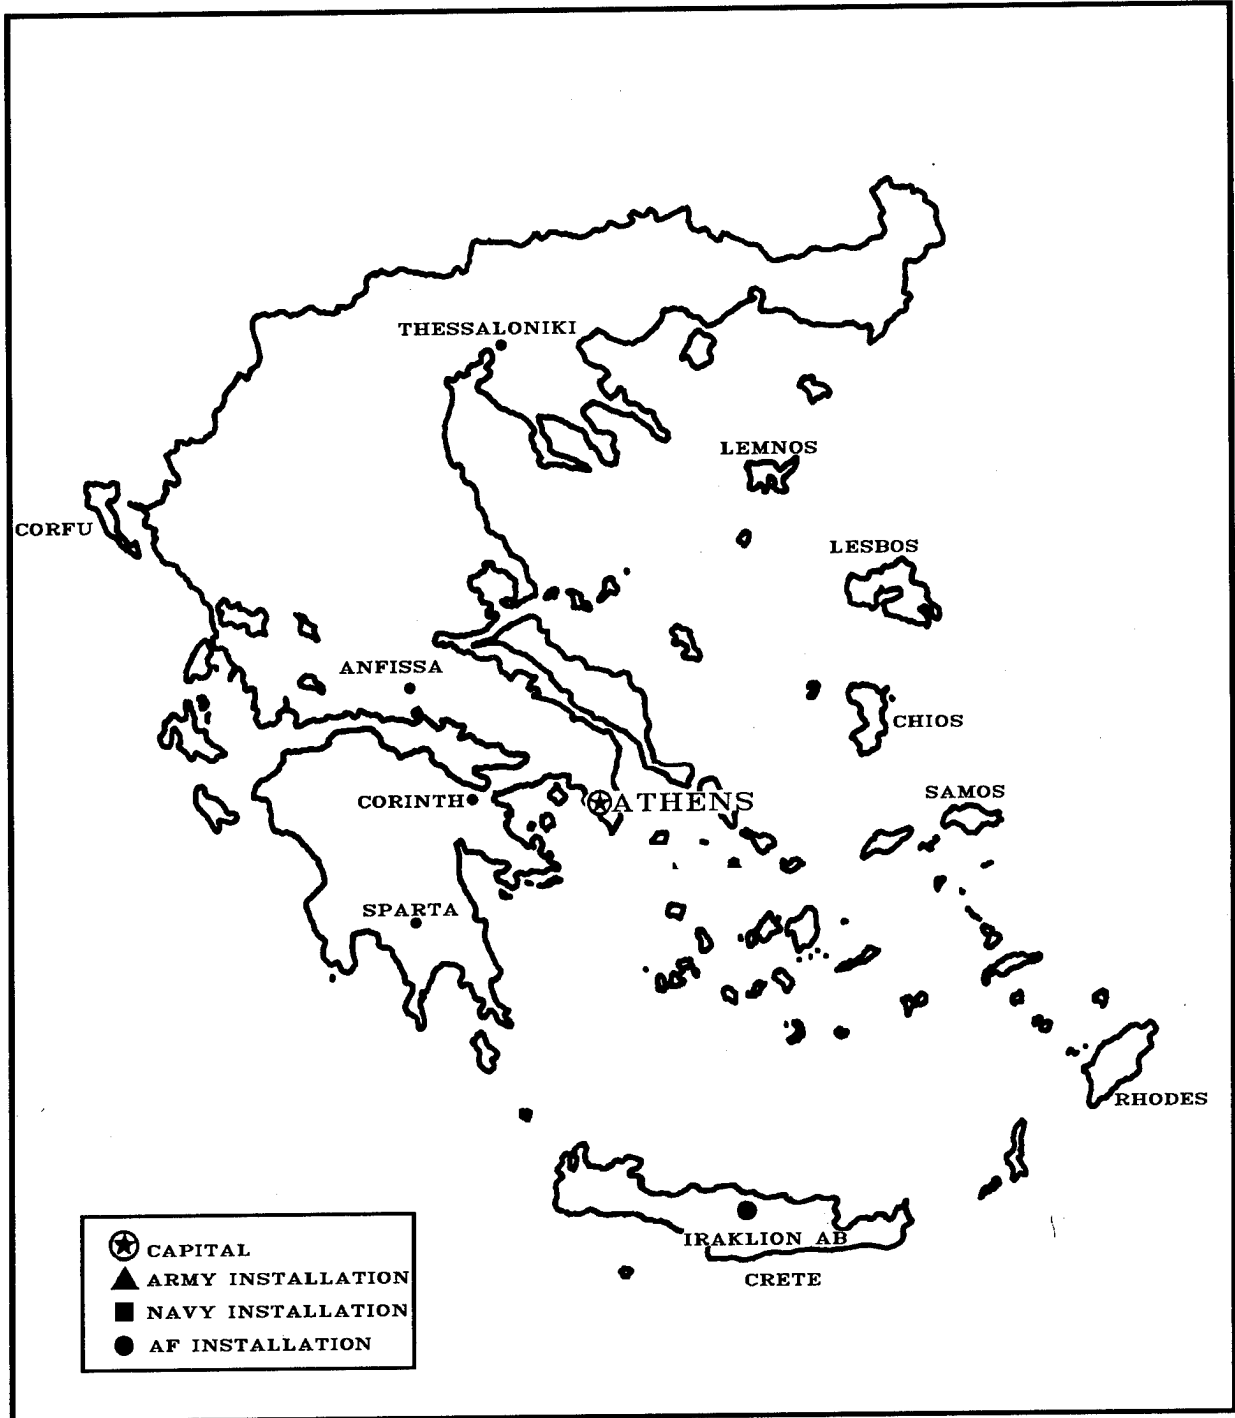 THESSALONIKI
LEMNOS
CORFU
LESBOS
ANFISSA
CHIOS
SAMOS
CORINTH
ATHENS
SPARTA
RHODES
IRAKLION AB
CRETE
CAPITAL
ARMY INSTALLATION
NAVY INSTALLATION
AF INSTALLATION